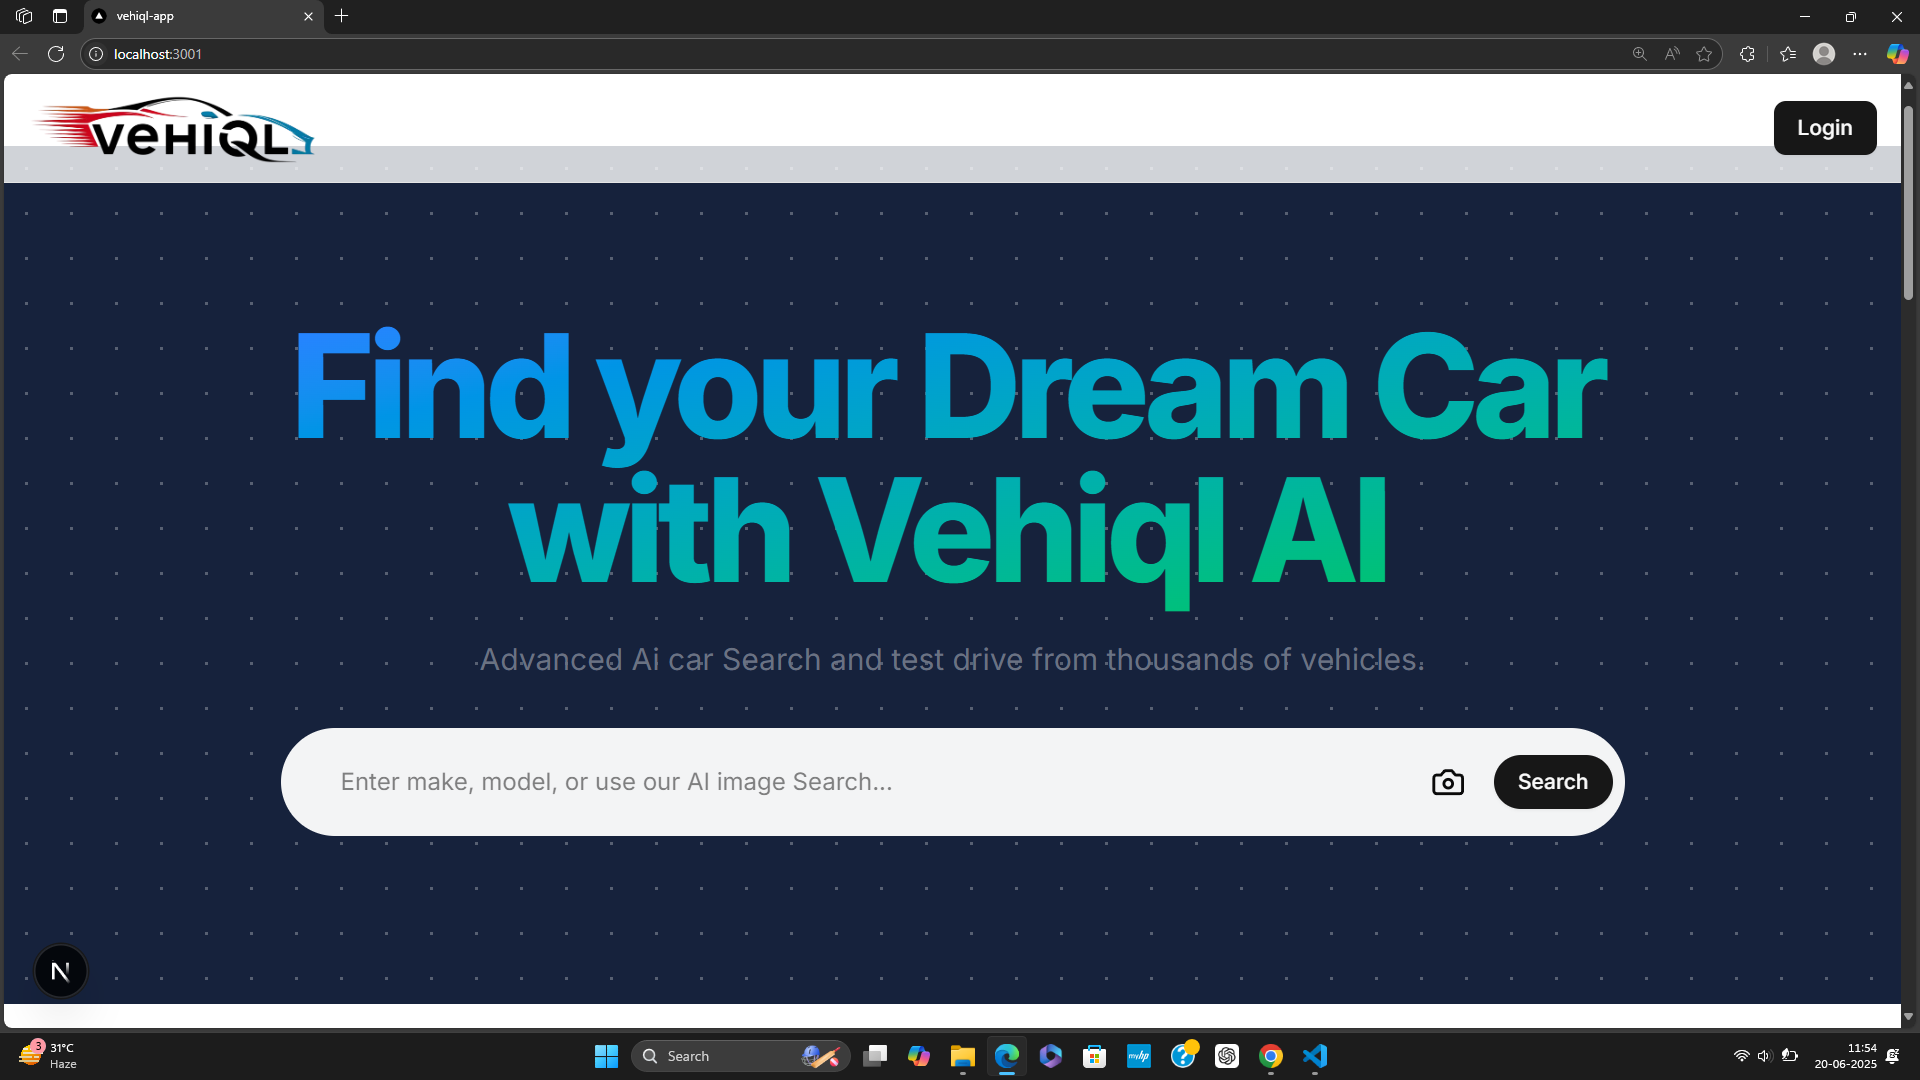 vehiql-app
localhost:3001
VEHIQL
Login
Find your Dream Car
with Vehiql AI
Advanced Ai car Search and test drive from thousands of vehicles.
Enter make, model, or use our AI image Search...
Search
N
3
31°C
Haze
Search
myhp
11:54
20-06-2025